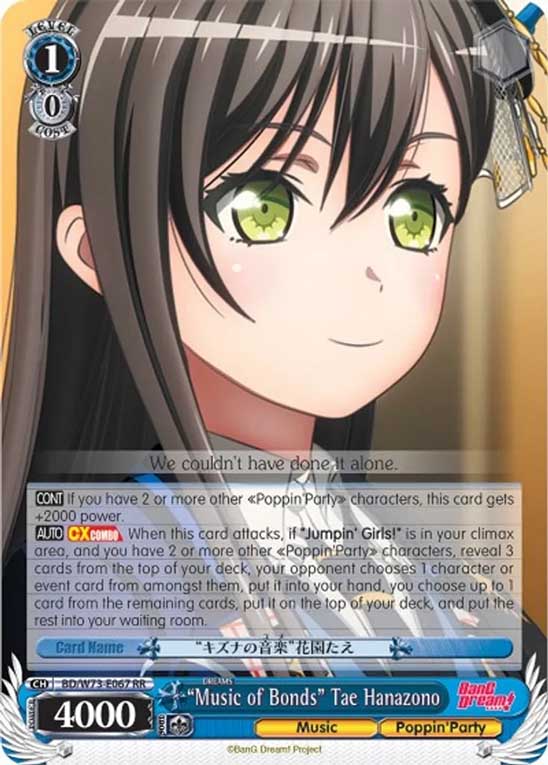 LEVEL
1
0
COST
We couldn't have done it alone.
CONT If you have 2 or more other «Poppin'Party» characters, this card gets
+2000 power.
AUTO CX COMBO When this card attacks, if "Jumpin' Girls!" is in your climax
area, and you have 2 or more other «Poppin'Party» characters, reveal 3
cards from the top of your deck, your opponent chooses 1 character or
event card from amongst them, put it into your hand, you choose up to 1
card from the remaining cards, put it on the top of your deck, and put the
rest into your waiting room.
Card Name
"キズナの音楽"花園たえ
CH BD/W73-E067 RR
DREAMS
"Music of Bonds" Tae Hanazono
BanG Dream!
POWER
4000
SOUL
Music
Poppin'Party
©BanG Dream! Project